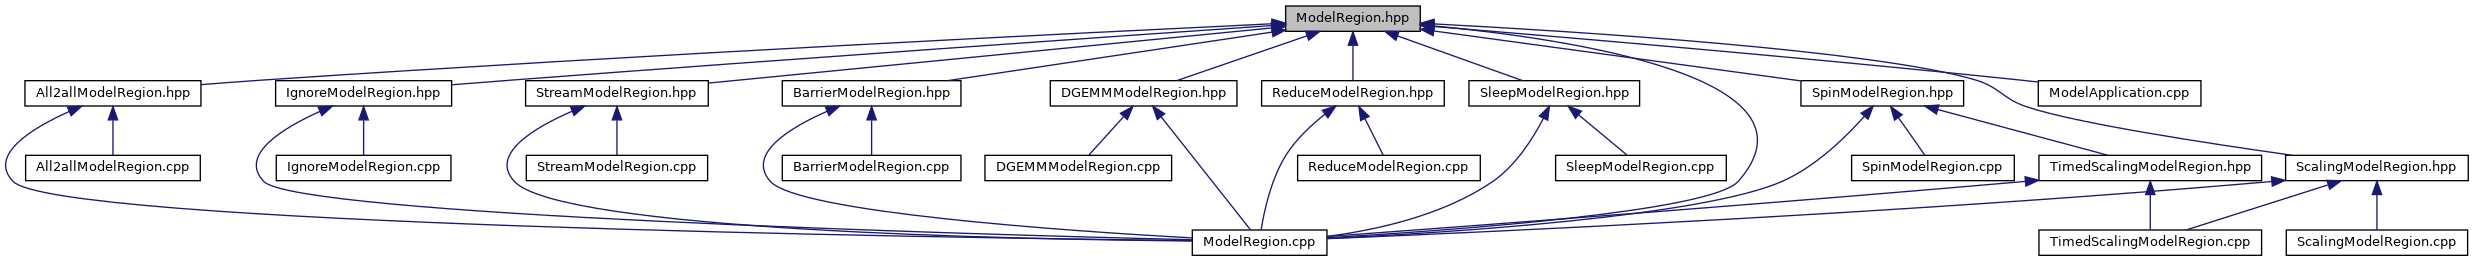 ModelRegion.hpp
All2allModelRegion.hpp
IgnoreModelRegion.hpp
StreamModelRegion.hpp
BarrierModelRegion.hpp
DGEMMModelRegion.hpp
ReduceModelRegion.hpp
SleepModelRegion.hpp
SpinModelRegion.hpp
ModelApplication.cpp
All2allModelRegion.cpp
IgnoreModelRegion.cpp
StreamModelRegion.cpp
BarrierModelRegion.cpp
DGEMMModelRegion.cpp
ReduceModelRegion.cpp
SleepModelRegion.cpp
SpinModelRegion.cpp
TimedScalingModelRegion.hpp
ScalingModelRegion.hpp
ModelRegion.cpp
TimedScalingModelRegion.cpp
ScalingModelRegion.cpp